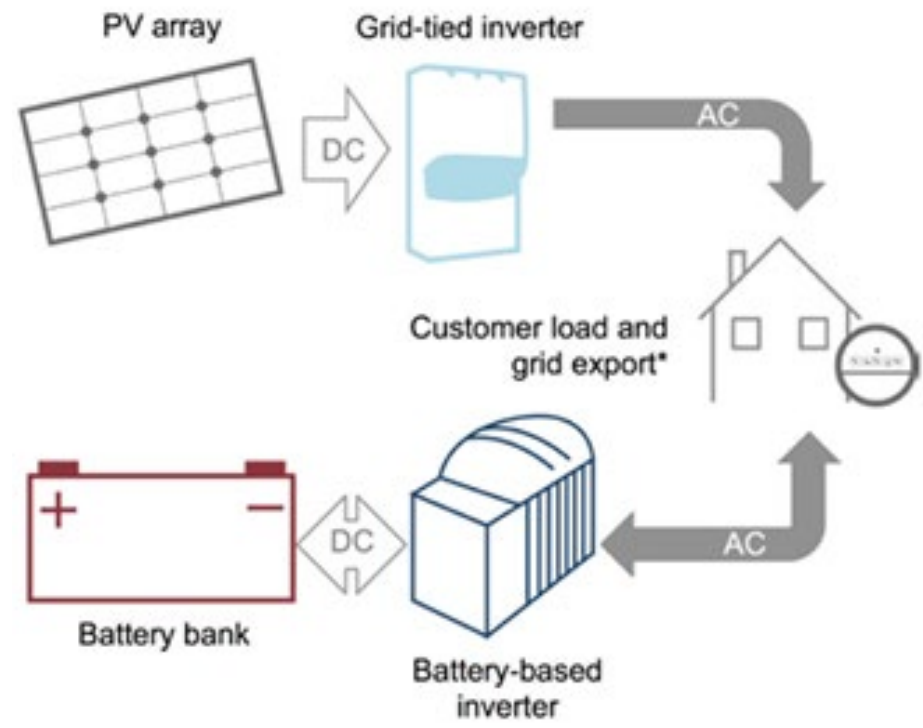 PV array
Grid-tied inverter
DC
AC
Customer load and
grid export*
+
−
DC
AC
Battery bank
Battery-based
inverter